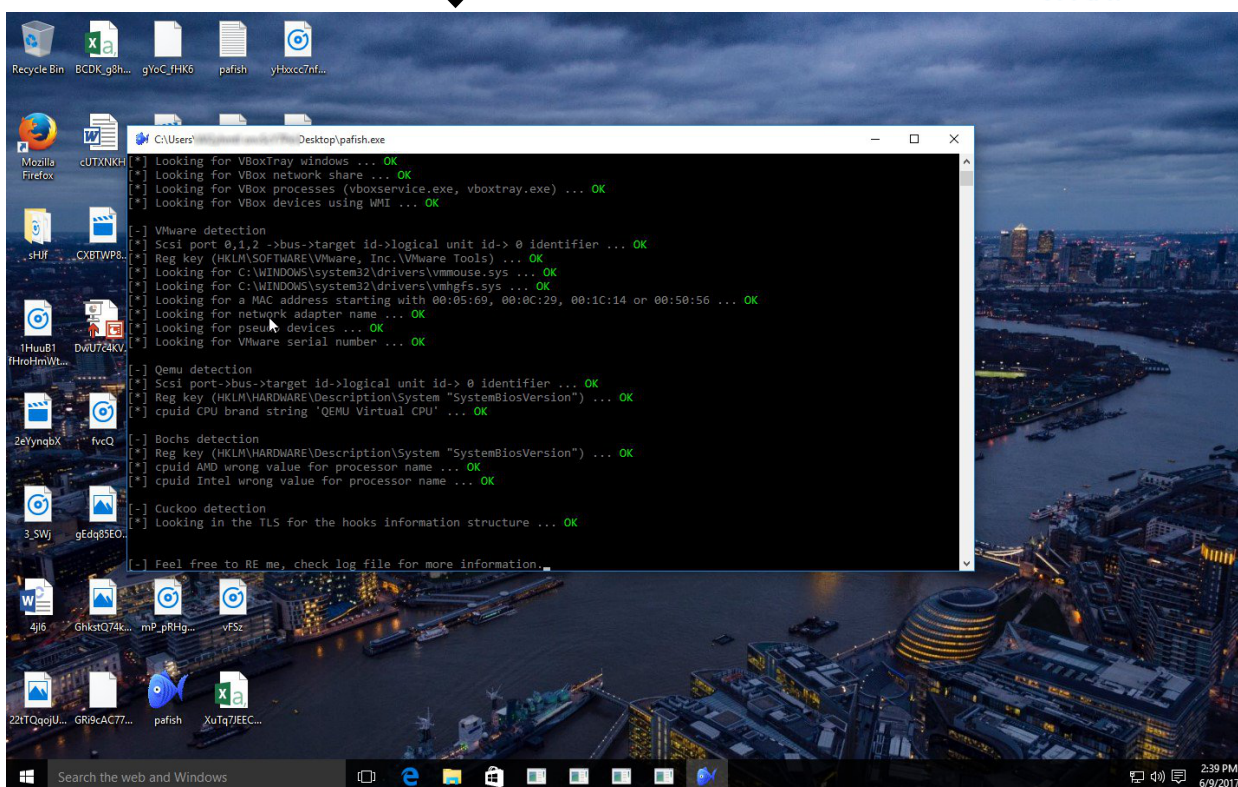 Recycle Bin
BCDK_g8h...
gYoC_fHK6
pafish
yHxxcc7nf...
Mozilla
Firefox
cUTXNKH
sHJf
CXBTWP8...
1HuuB1
fHroHmWt...
DwU7c4KV
2eYynqbX
fvcQ
3_SWj
gEdq85EO...
4jl6
GhkstQ74k...
mP_pRHg...
vFSz
22tTQqojU...
GRi9cAC77...
pafish
XuTq7JEEC...
C:\Users\
Desktop\pafish.exe
[*] Looking for VBoxTray windows ... OK
[*] Looking for VBox network share ... OK
[*] Looking for VBox processes (vboxservice.exe, vboxtray.exe) ... OK
[*] Looking for VBox devices using WMI ... OK
[-] VMware detection
[*] Scsi port 0,1,2 ->bus->target id->logical unit id-> 0 identifier ... OK
[*] Reg key (HKLM\SOFTWARE\VMware, Inc.\VMware Tools) ... OK
[*] Looking for C:\WINDOWS\system32\drivers\vmmouse.sys ... OK
[*] Looking for C:\WINDOWS\system32\drivers\vmhgfs.sys ... OK
[*] Looking for a MAC address starting with 00:05:69, 00:0C:29, 00:1C:14 or 00:50:56 ... OK
[*] Looking for network adapter name ... OK
[*] Looking for pseudo devices ... OK
[*] Looking for VMware serial number ... OK
[-] Qemu detection
[*] Scsi port->bus->target id->logical unit id-> 0 identifier ... OK
[*] Reg key (HKLM\HARDWARE\Description\System "SystemBiosVersion") ... OK
[*] cpuid CPU brand string 'QEMU Virtual CPU' ... OK
[-] Bochs detection
[*] Reg key (HKLM\HARDWARE\Description\System "SystemBiosVersion") ... OK
[*] cpuid AMD wrong value for processor name ... OK
[*] cpuid Intel wrong value for processor name ... OK
[-] Cuckoo detection
[*] Looking in the TLS for the hooks information structure ... OK
[-] Feel free to RE me, check log file for more information.
Search the web and Windows
2:39 PM
6/9/2017